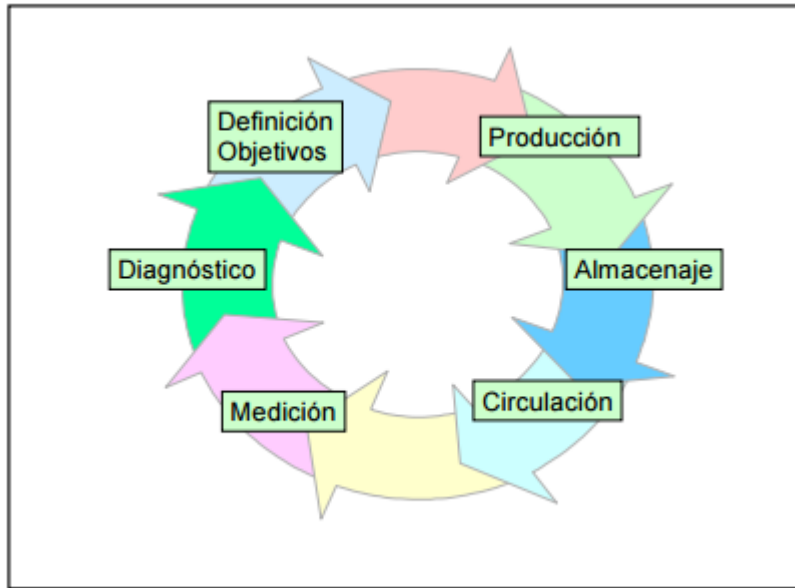 Definición
Objetivos
Producción
Almacenaje
Circulación
Medición
Diagnóstico